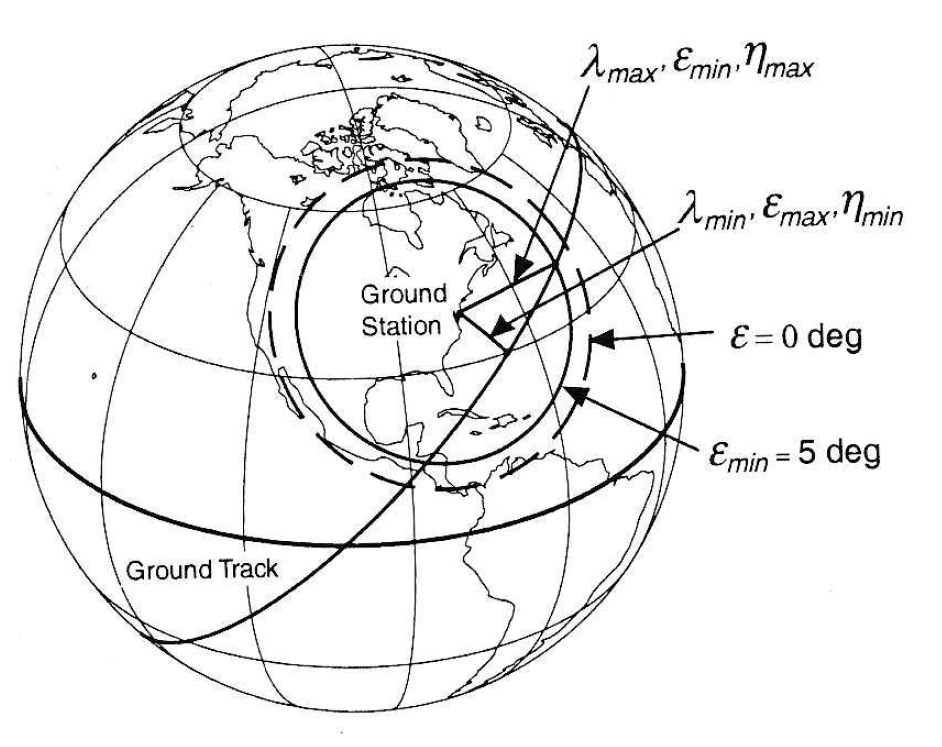 λmax, εmin, ηmax
λmin, εmax, ηmin
Ground
Station
ε = 0 deg
εmin = 5 deg
Ground Track